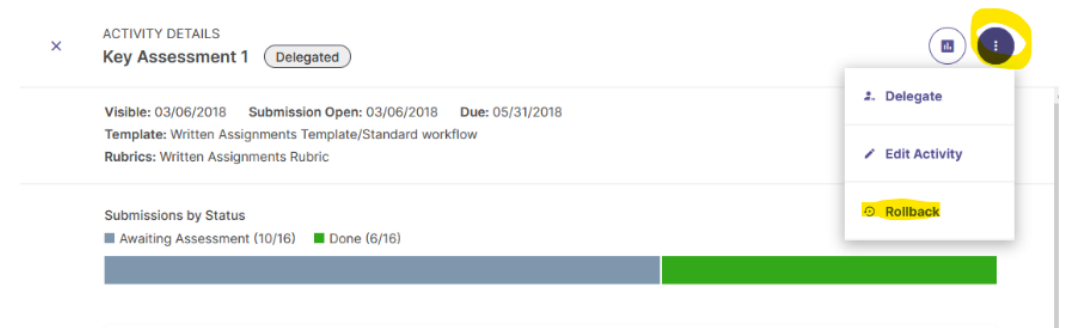 ACTIVITY DETAILS
Key Assessment 1 Delegated
Delegate
Visible: 03/06/2018 Submission Open: 03/06/2018 Due: 05/31/2018
Template: Written Assignments Template/Standard workflow
Edit Activity
Rubrics: Written Assignments Rubric
Rollback
Submissions by Status
Awaiting Assessment (10/16) Done (6/16)